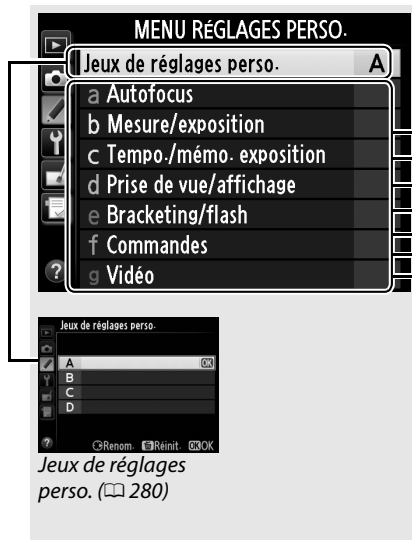 MENU RÉGLAGES PERSO.
Jeux de réglages perso. A
a Autofocus
b Mesure/exposition
c Tempo./mémo. exposition
d Prise de vue/affichage
e Bracketing/flash
f Commandes
g Vidéo
?
Jeux de réglages perso.
A OK
B
C
D
? Renom. Réinit. OK OK
Jeux de réglages
perso. (📖 280)